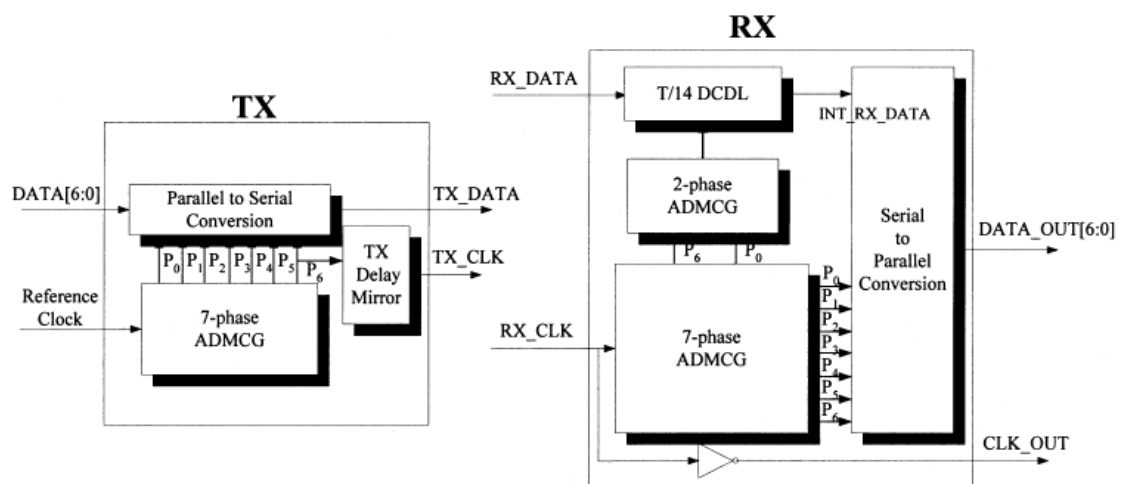 TX
DATA[6:0]
Parallel to Serial
Conversion
TX_DATA
P0 P1 P2 P3 P4 P5 P6
TX
Delay
Mirror
TX_CLK
Reference
Clock
7-phase
ADMCG
RX
RX_DATA
T/14 DCDL
INT_RX_DATA
2-phase
ADMCG
P6 P0
Serial
to
Parallel
Conversion
DATA_OUT[6:0]
RX_CLK
7-phase
ADMCG
P0
P1
P2
P3
P4
P5
P6
CLK_OUT